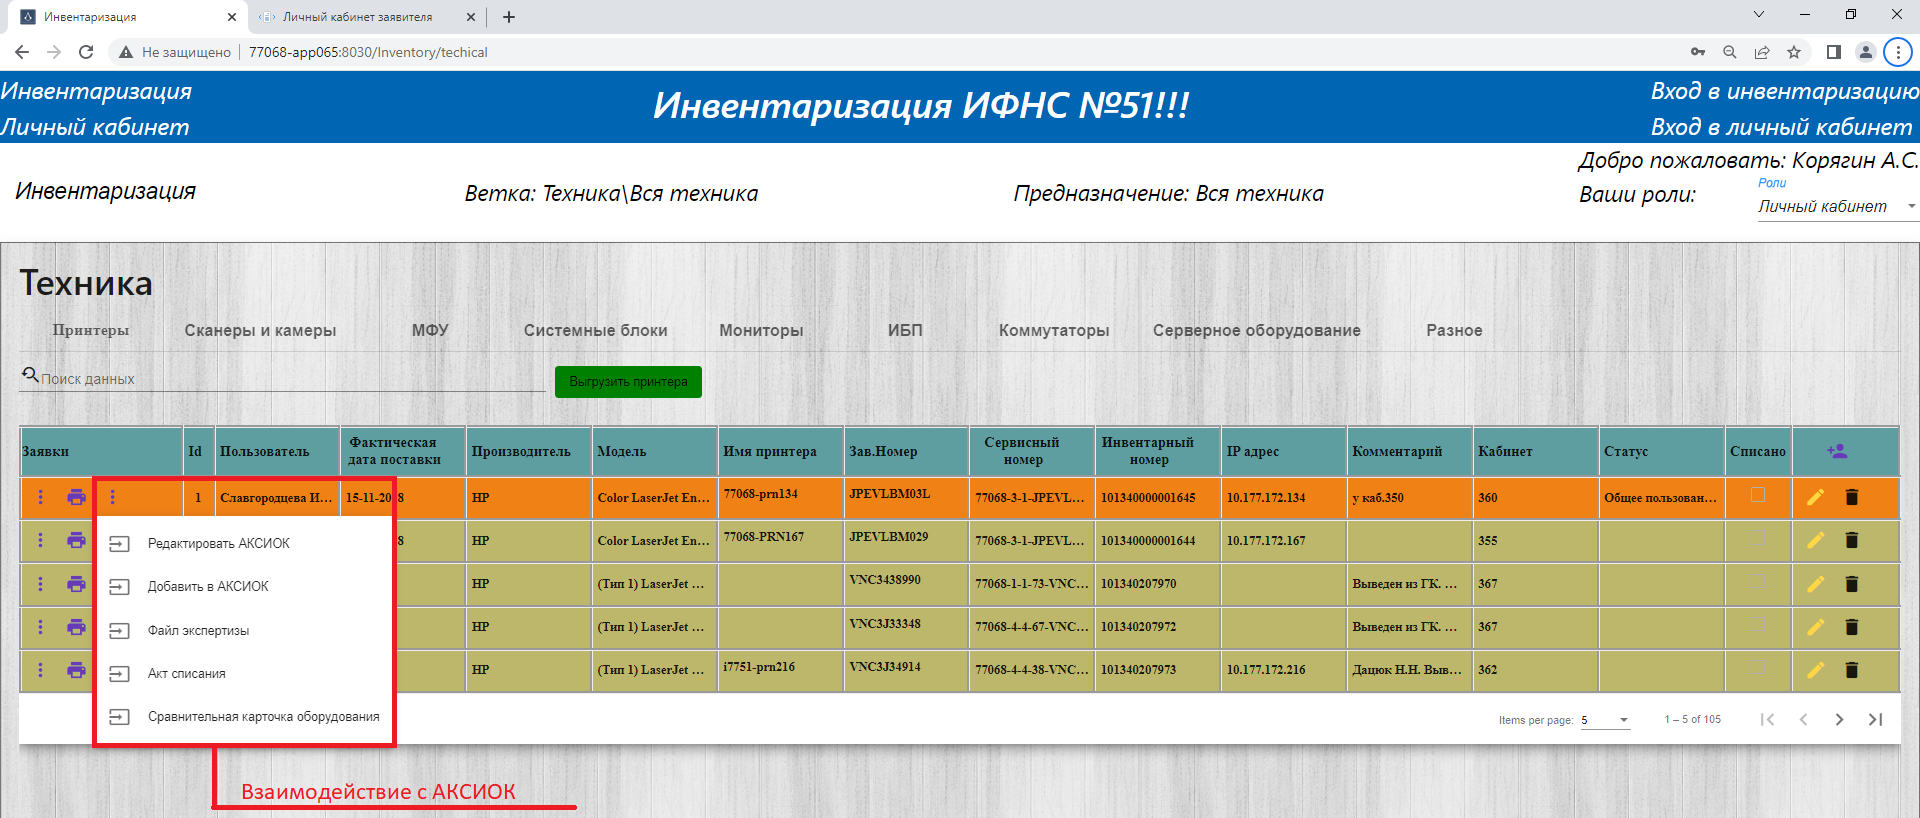 Инвентаризация
Личный кабинет заявителя
Не защищено
77068-app065:8030/Inventory/techical
Инвентаризация
Личный кабинет
Инвентаризация ИФНС №51!!!
Вход в инвентаризацию
Вход в личный кабинет
Добро пожаловать: Корягин А.С.
Инвентаризация
Ветка: Техника\Вся техника
Предназначение: Вся техника
Ваши роли:
Роли
Личный кабинет
Техника
Принтеры Сканеры и камеры МФУ Системные блоки Мониторы ИБП Коммутаторы Серверное оборудование Разное
Поиск данных
Выгрузить принтера
Заявки Id Пользователь Фактическая дата поставки Производитель Модель Имя принтера Зав.Номер Сервисный номер Инвентарный номер IP адрес Комментарий Кабинет Статус Списано
1 Славгородцева И... 15-11-20 8 HP Color LaserJet En... 77068-prn134 JPEVLBM03L 77068-3-1-JPEVL... 101340000001645 10.177.172.134 у каб.350 360 Общее пользован...
8 HP Color LaserJet En... 77068-PRN167 JPEVLBM029 77068-3-1-JPEVL... 101340000001644 10.177.172.167 355
HP (Тип 1) LaserJet ... VNC3438990 77068-1-1-73-VNC... 101340207970 Выведен из ГК. ... 367
HP (Тип 1) LaserJet ... VNC3J33348 77068-4-4-67-VNC... 101340207972 Выведен из ГК. ... 367
HP (Тип 1) LaserJet ... i7751-prn216 VNC3J34914 77068-4-4-38-VNC... 101340207973 10.177.172.216 Дацюк Н.Н. Выв... 362
Редактировать АКСИОК
Добавить в АКСИОК
Файл экспертизы
Акт списания
Сравнительная карточка оборудования
Items per page: 5 1 – 5 of 105
Взаимодействие с АКСИОК